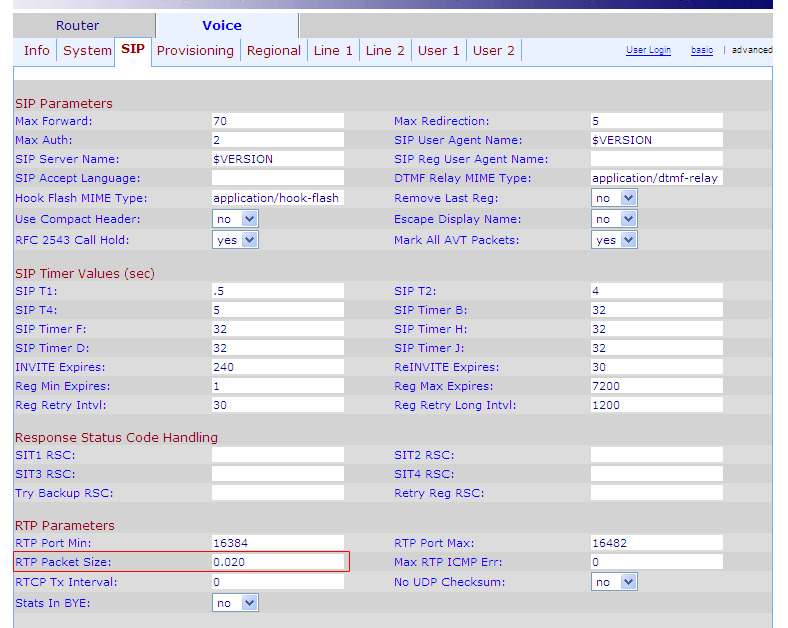 Router Voice
Info System SIP Provisioning Regional Line 1 Line 2 User 1 User 2 User Login basic | advanced
SIP Parameters
Max Forward: 70 Max Redirection: 5
Max Auth: 2 SIP User Agent Name: $VERSION
SIP Server Name: $VERSION SIP Reg User Agent Name:
SIP Accept Language: DTMF Relay MIME Type: application/dtmf-relay
Hook Flash MIME Type: application/hook-flash Remove Last Reg: no
Use Compact Header: no Escape Display Name: no
RFC 2543 Call Hold: yes Mark All AVT Packets: yes
SIP Timer Values (sec)
SIP T1: .5 SIP T2: 4
SIP T4: 5 SIP Timer B: 32
SIP Timer F: 32 SIP Timer H: 32
SIP Timer D: 32 SIP Timer J: 32
INVITE Expires: 240 ReINVITE Expires: 30
Reg Min Expires: 1 Reg Max Expires: 7200
Reg Retry Intvl: 30 Reg Retry Long Intvl: 1200
Response Status Code Handling
SIT1 RSC: SIT2 RSC:
SIT3 RSC: SIT4 RSC:
Try Backup RSC: Retry Reg RSC:
RTP Parameters
RTP Port Min: 16384 RTP Port Max: 16482
RTP Packet Size: 0.020 Max RTP ICMP Err: 0
RTCP Tx Interval: 0 No UDP Checksum: no
Stats In BYE: no